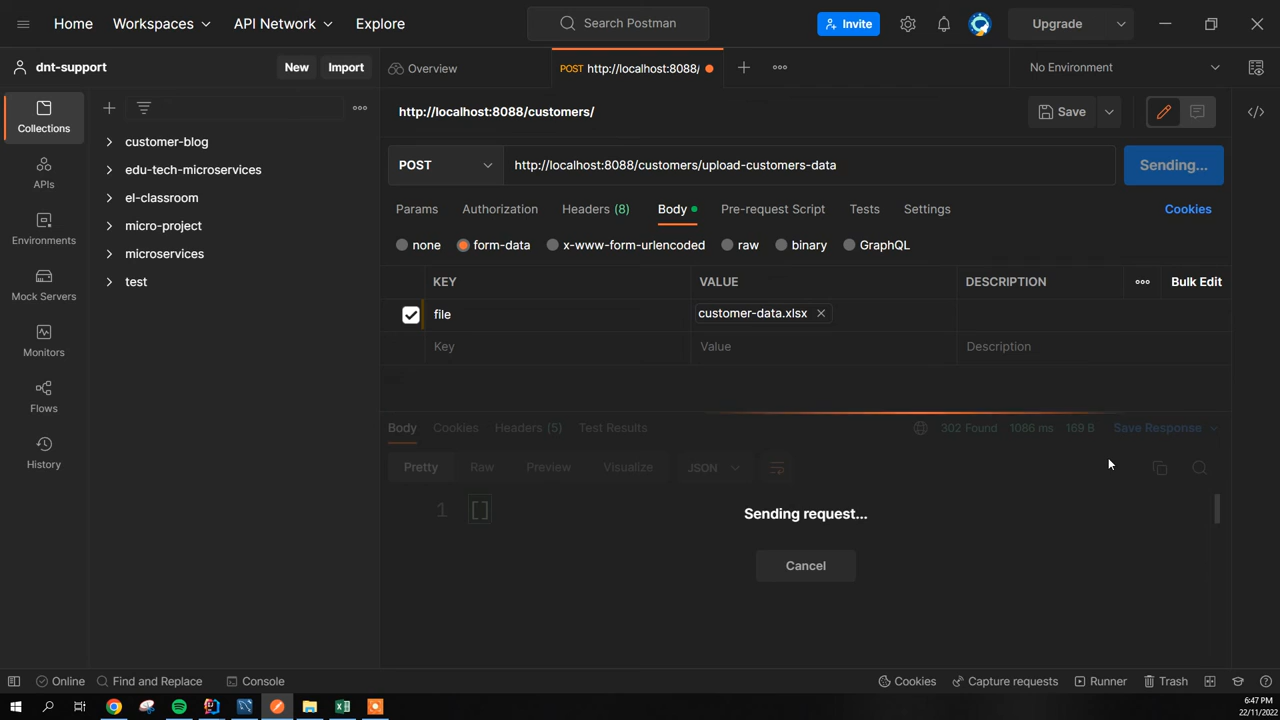 Home Workspaces API Network Explore Search Postman Invite Upgrade
dnt-support New Import Overview POST http://localhost:8088/ No Environment
Collections
APIs
Environments
Mock Servers
Monitors
Flows
History
customer-blog
edu-tech-microservices
el-classroom
micro-project
microservices
test
http://localhost:8088/customers/ Save
POST http://localhost:8088/customers/upload-customers-data Sending...
Params Authorization Headers (8) Body Pre-request Script Tests Settings Cookies
none form-data x-www-form-urlencoded raw binary GraphQL
KEY VALUE DESCRIPTION Bulk Edit
file customer-data.xlsx
Key Value Description
Body Cookies Headers (5) Test Results 302 Found 1086 ms 169 B Save Response
Pretty Raw Preview Visualize JSON
1 []
Sending request...
Cancel
Online Find and Replace Console Cookies Capture requests Runner Trash
6:47 PM
22/11/2022